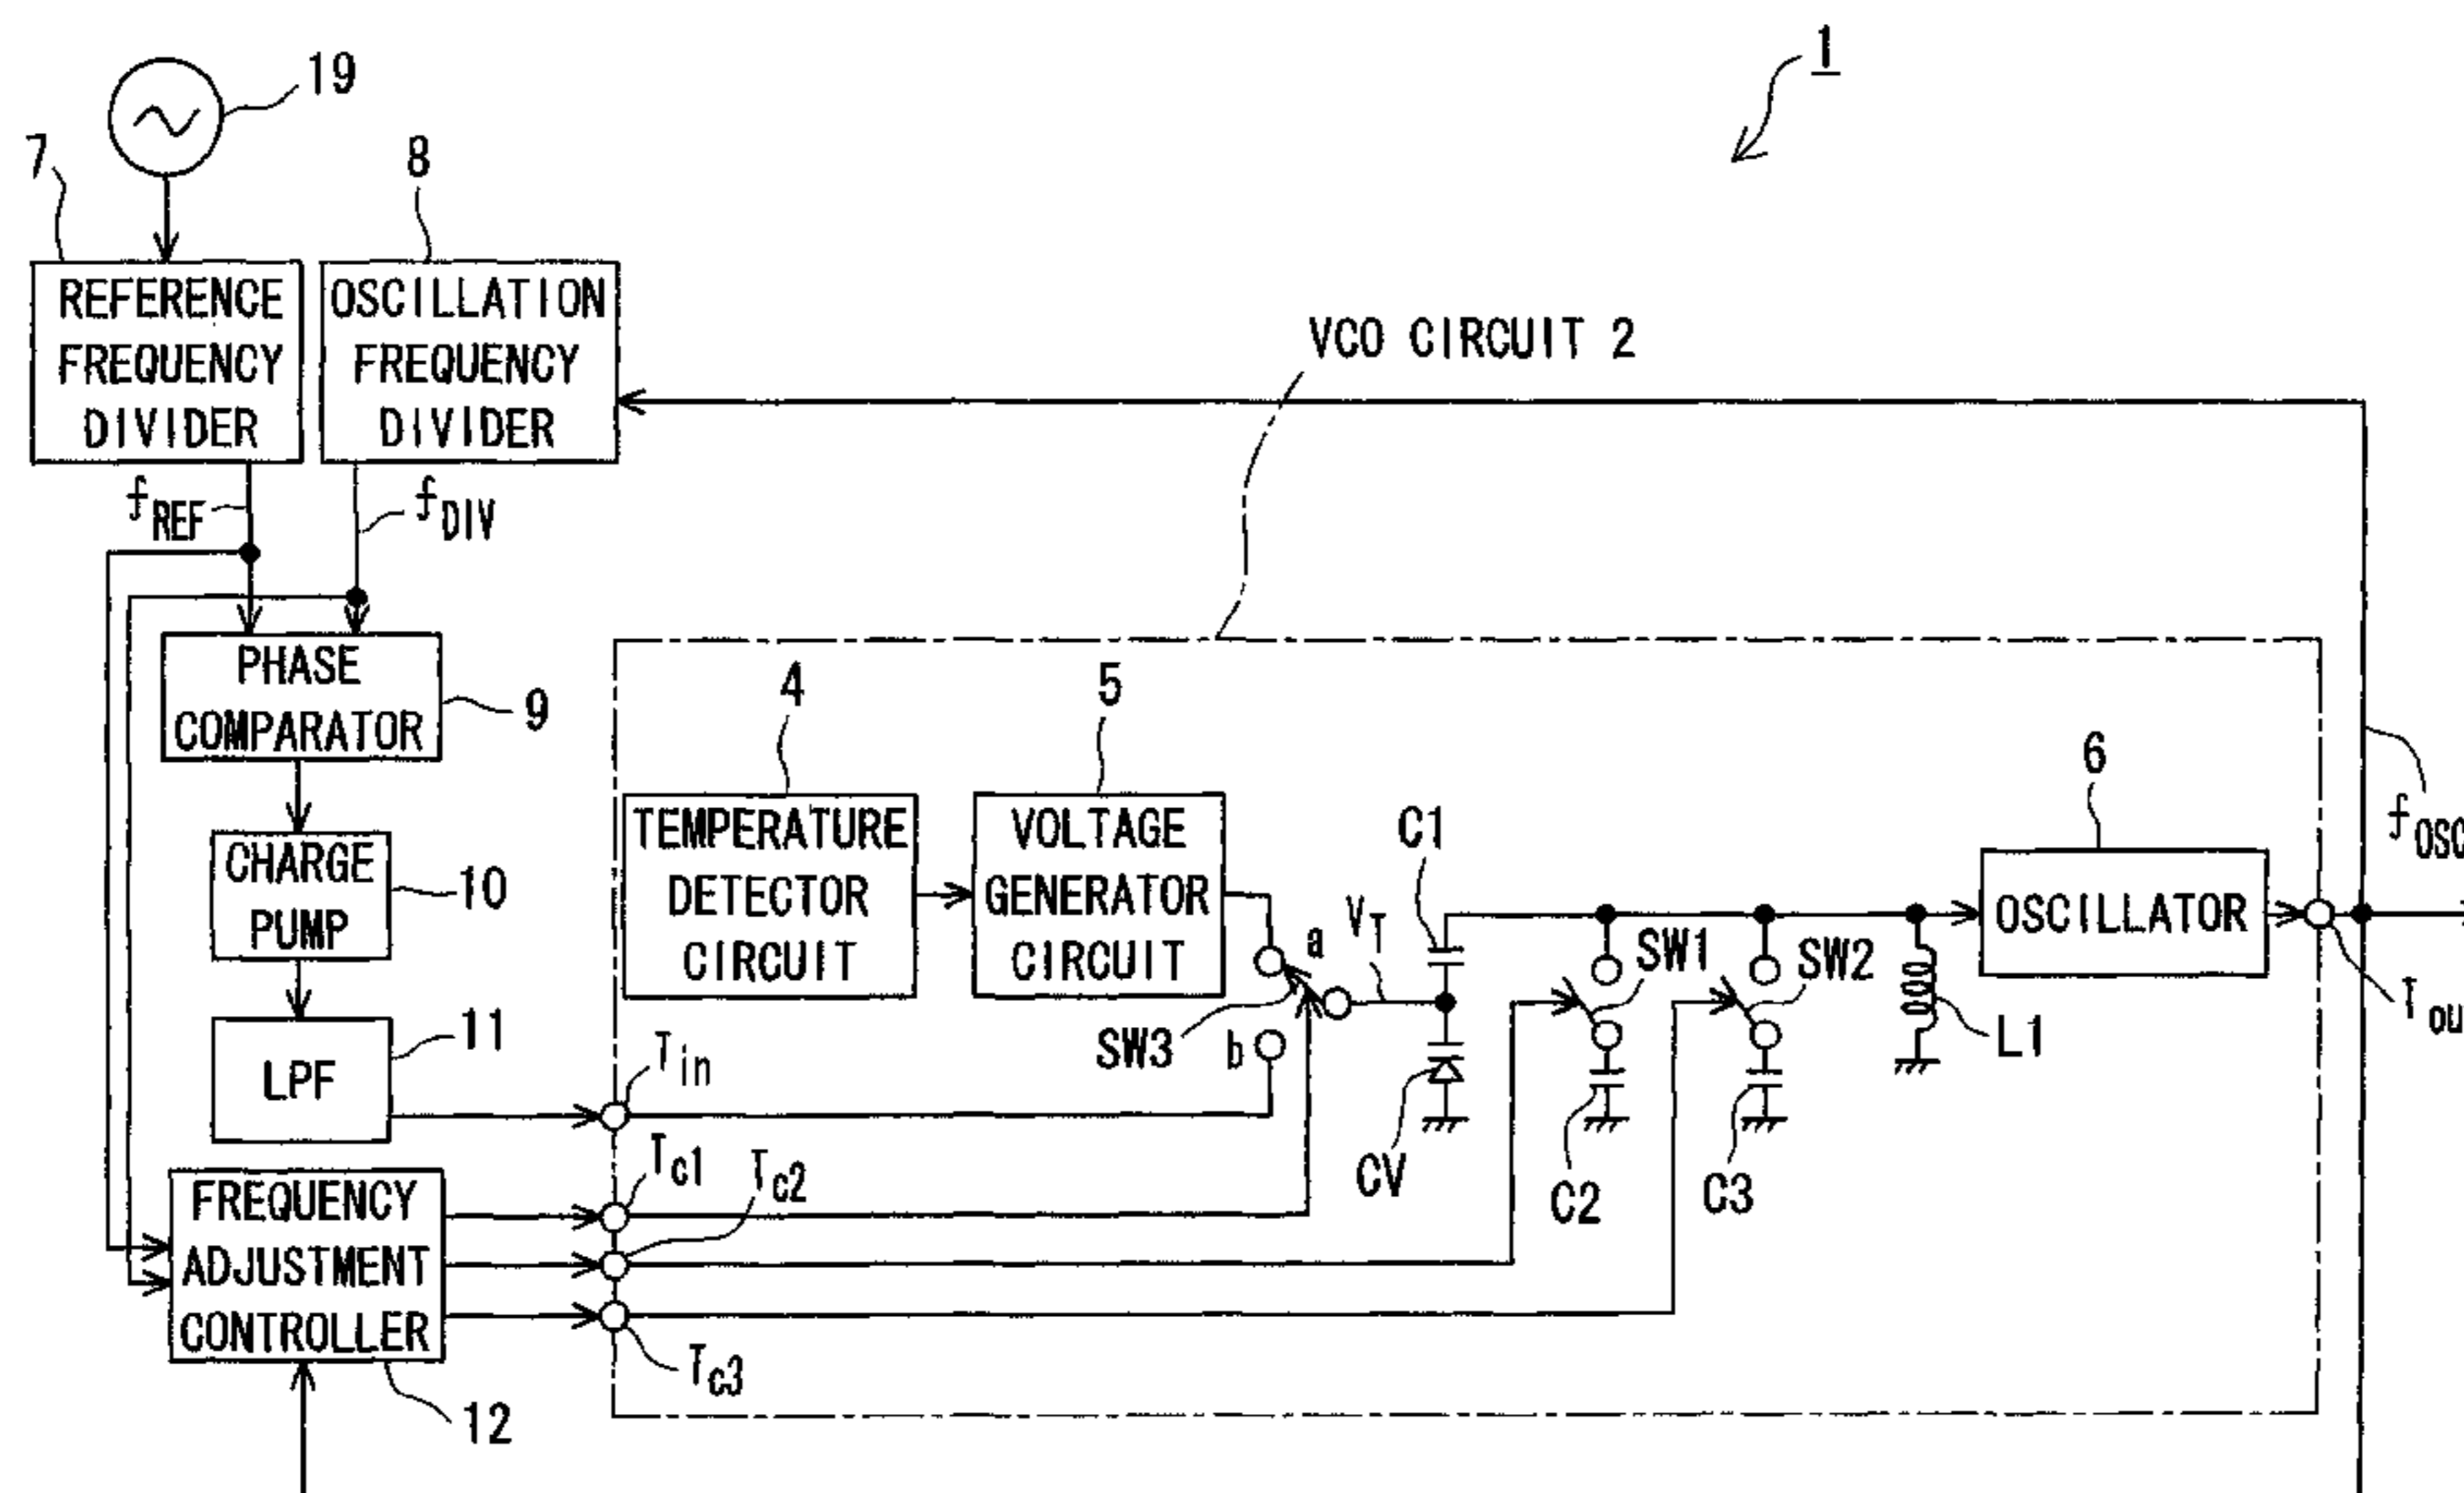 1
19
7
8
REFERENCE
FREQUENCY
DIVIDER
OSCILLATION
FREQUENCY
DIVIDER
VCO CIRCUIT 2
fREF
fDIV
PHASE
COMPARATOR
9
4
5
6
CHARGE
PUMP
10
TEMPERATURE
DETECTOR
CIRCUIT
VOLTAGE
GENERATOR
CIRCUIT
C1
OSCILLATOR
fOSC
a
VT
SW1
SW2
SW3
b
L1
Tou
LPF
11
Tin
CV
C2
C3
Tc1
Tc2
FREQUENCY
ADJUSTMENT
CONTROLLER
Tc3
12